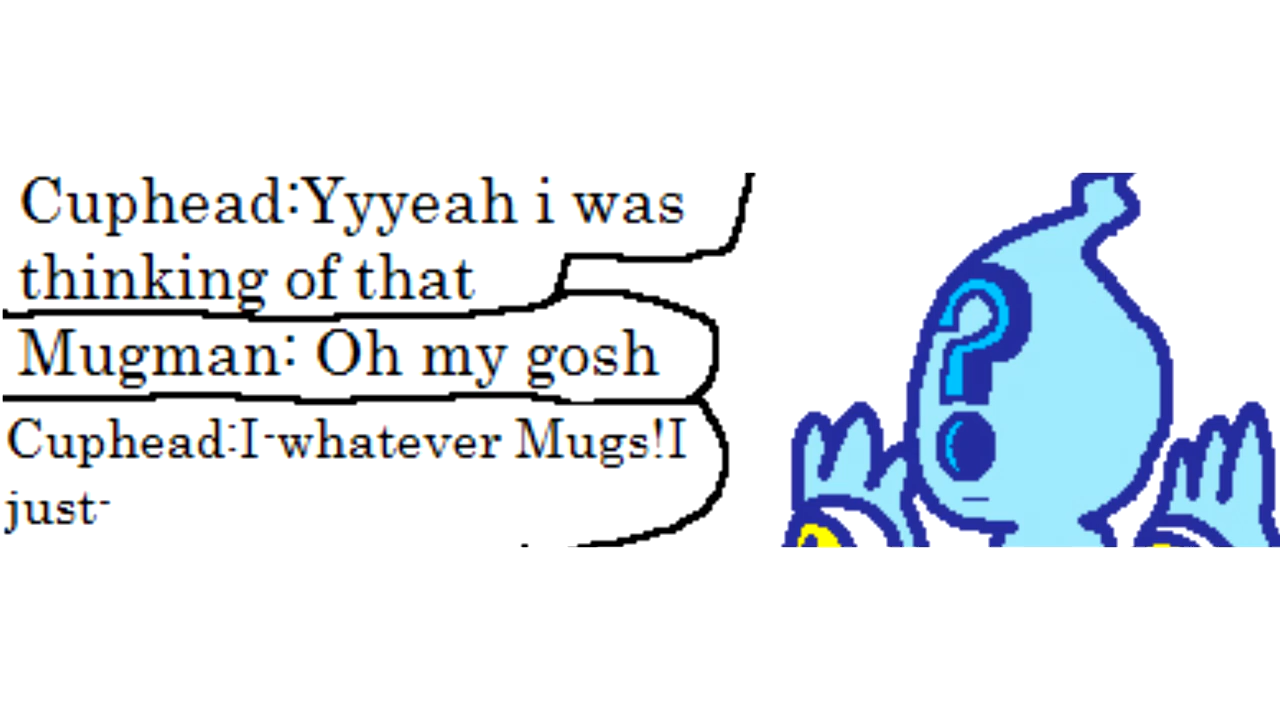 Cuphead:Yyyeah i was
thinking of that
Mugman: Oh my gosh
Cuphead:I-whatever Mugs!I
just-
?